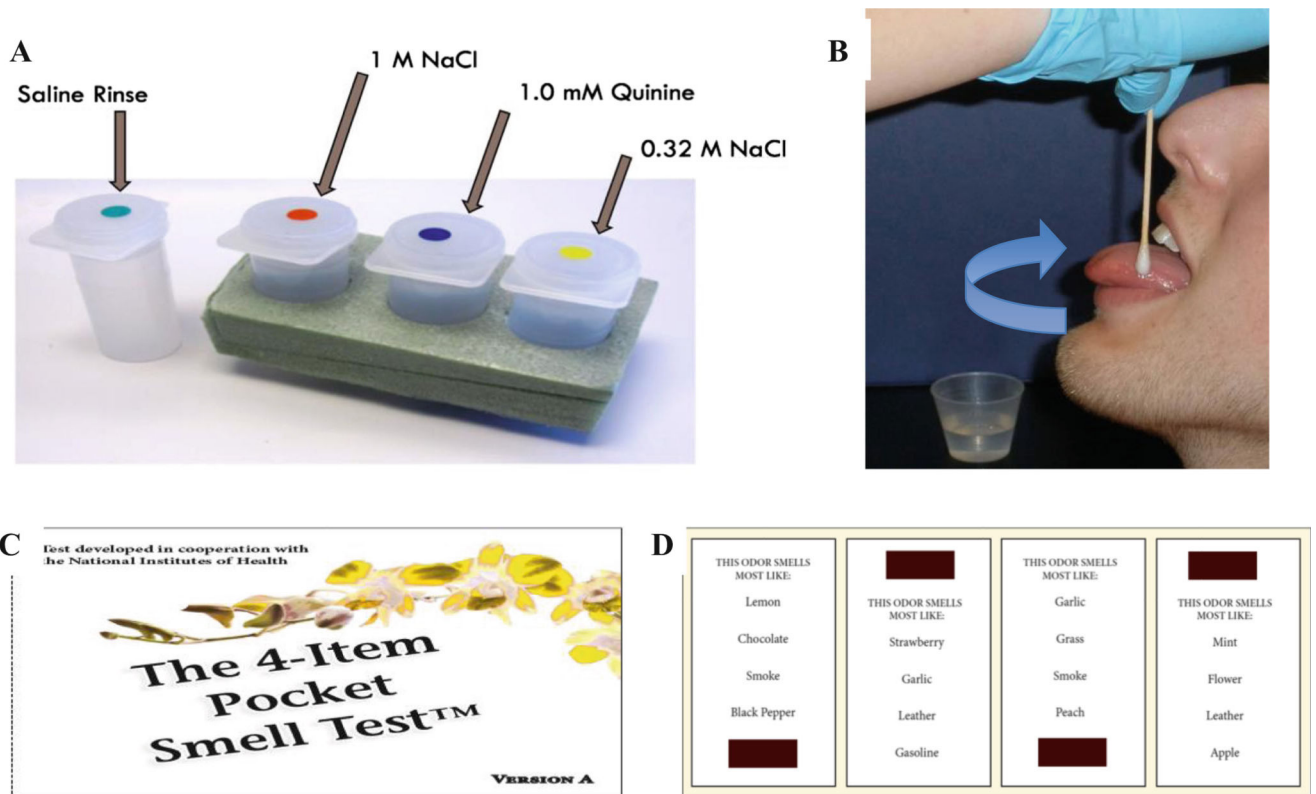 A
Saline Rinse
1 M NaCl
1.0 mM Quinine
0.32 M NaCl
B
C
Test developed in cooperation with
he National Institutes of Health
The 4-Item
Pocket
Smell Test™
VERSION A
D
THIS ODOR SMELLS
MOST LIKE:
Lemon
Chocolate
Smoke
Black Pepper
THIS ODOR SMELLS
MOST LIKE:
Strawberry
Garlic
Leather
Gasoline
THIS ODOR SMELLS
MOST LIKE:
Garlic
Grass
Smoke
Peach
THIS ODOR SMELLS
MOST LIKE:
Mint
Flower
Leather
Apple